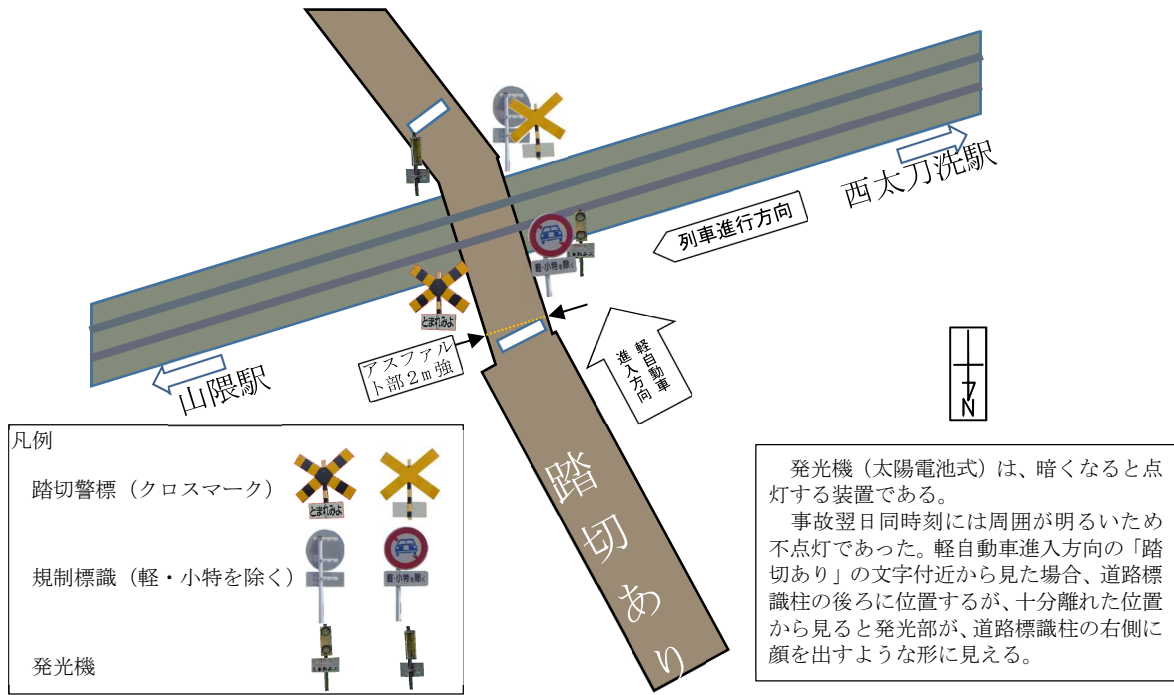 西太刀洗駅
列車進行方向
軽・小特を除く
とまれみよ
とまれみよ
アスファル
ト部2m強
軽自動車
進入方向
山隈駅
N
踏切あり
凡例
踏切警標(クロスマーク)
とまれみよ
規制標識(軽・小特を除く)
軽・小特を除く
発光機
とまれみよ
発光機(太陽電池式)は、暗くなると点
灯する装置である。
事故翌日同時刻には周囲が明るいため
不点灯であった。軽自動車進入方向の「踏
切あり」の文字付近から見た場合、道路標
識柱の後ろに位置するが、十分離れた位置
から見ると発光部が、道路標識柱の右側に
顔を出すような形に見える。